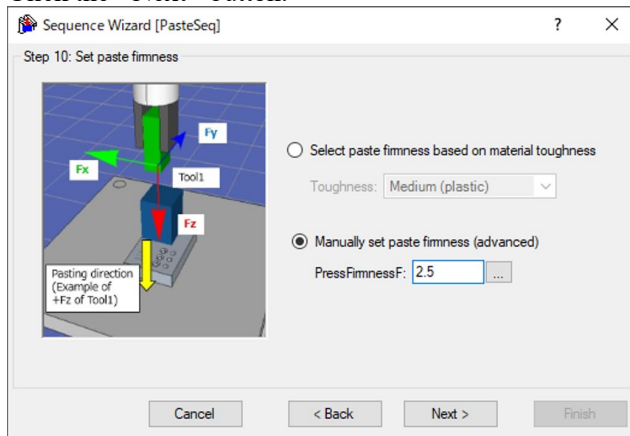 Sequence Wizard [PasteSeq]
?
Step 10: Set paste firmness
Fy
Fx
Tool1
Fz
Pasting direction
(Example of
+Fz of Tool1)
Select paste firmness based on material toughness
Toughness: Medium (plastic)
Manually set paste firmness (advanced)
PressFirmnessF: 2.5 ...
Cancel < Back Next > Finish